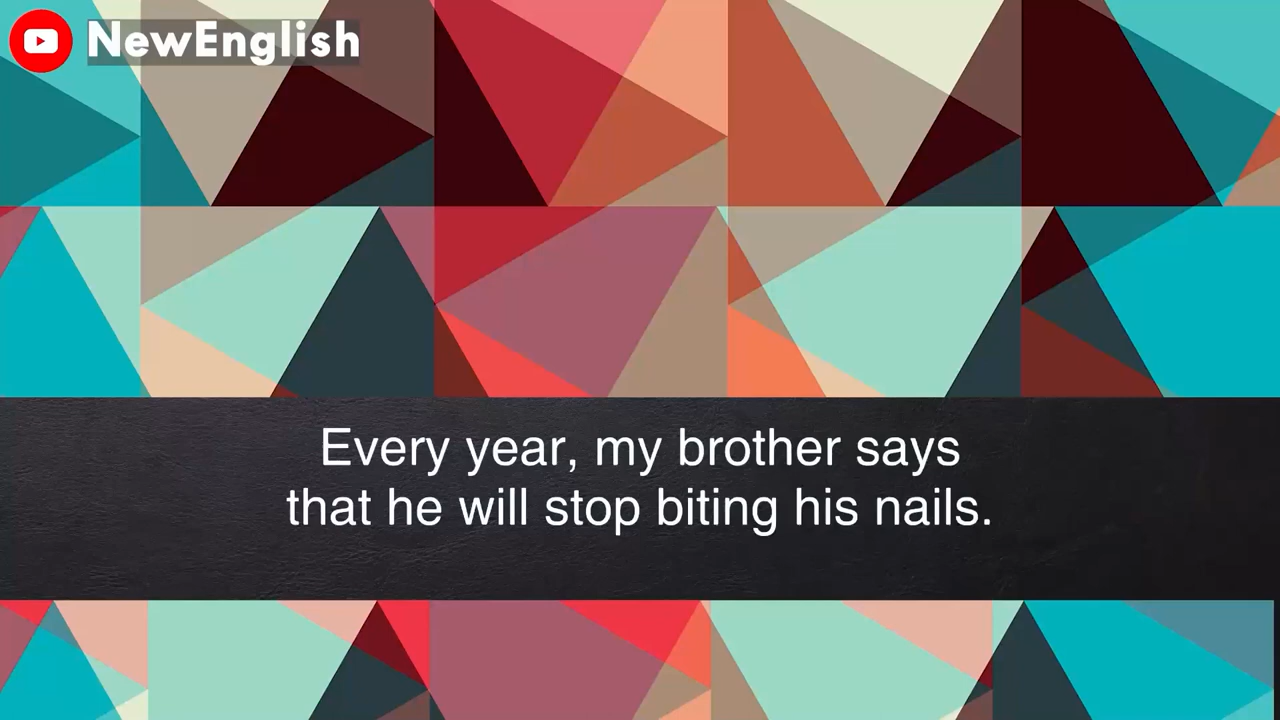 NewEnglish
Every year, my brother says
that he will stop biting his nails.